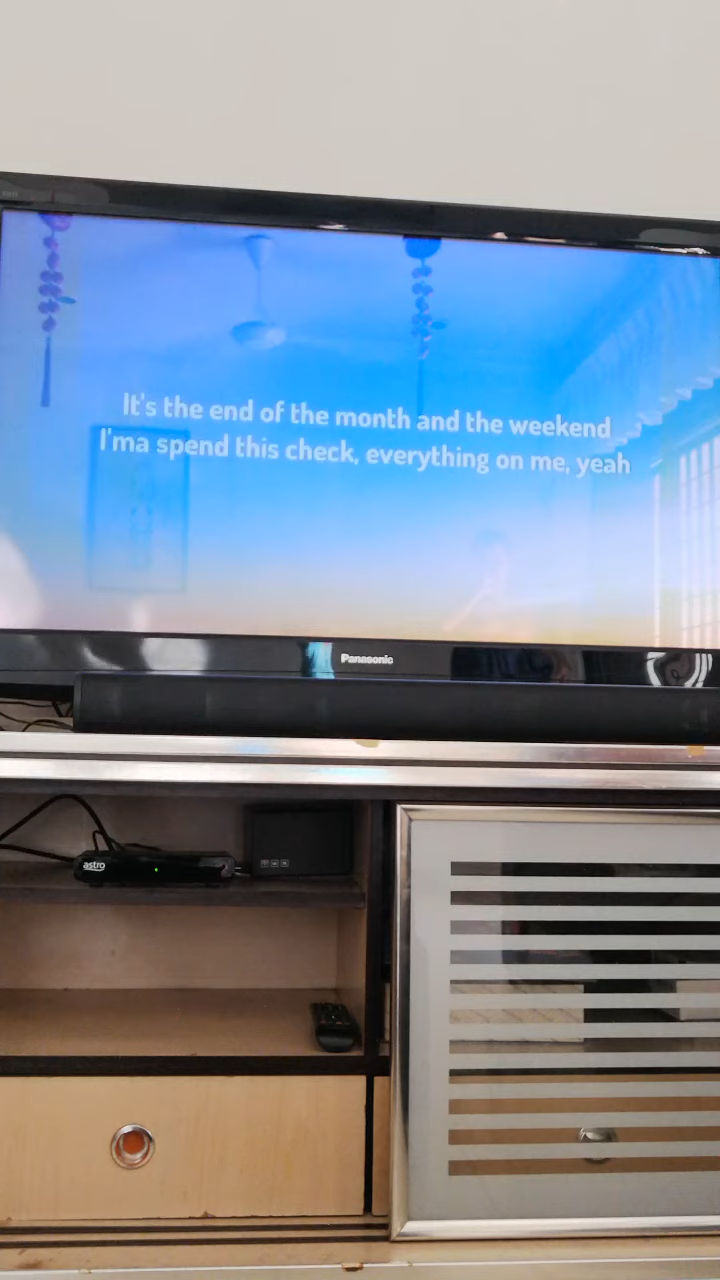 It's the end of the month and the weekend
I'ma spend this check, everything on me, yeah
Panasonic
astro